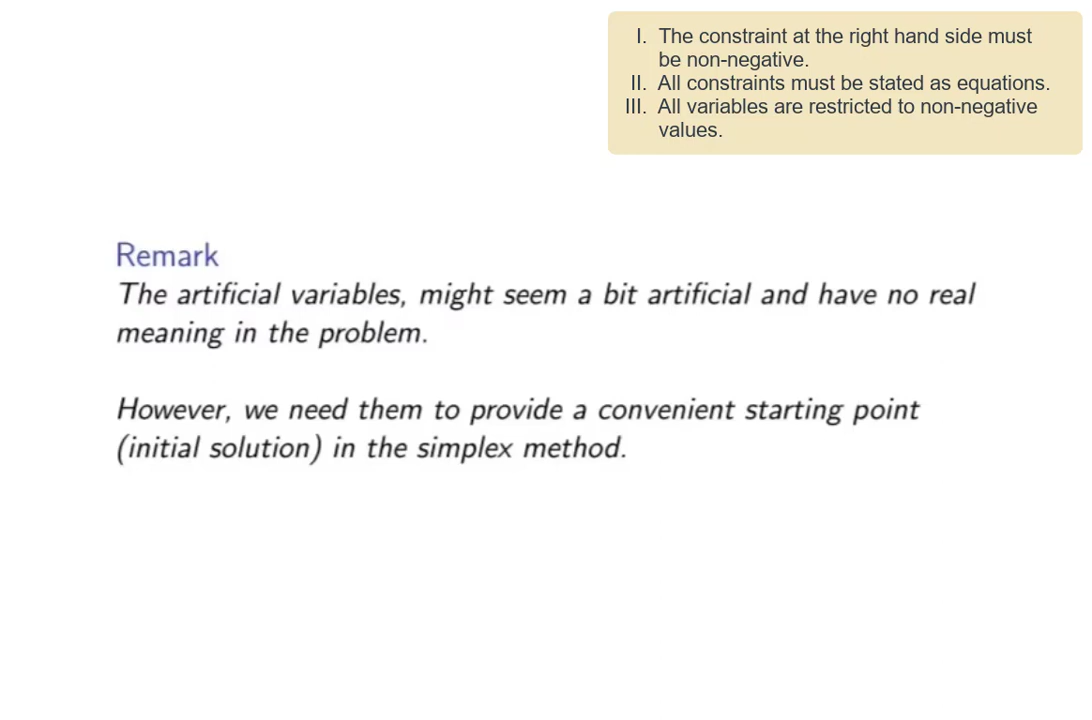 I. The constraint at the right hand side must
be non-negative.
II. All constraints must be stated as equations.
III. All variables are restricted to non-negative
values.
Remark
The artificial variables, might seem a bit artificial and have no real
meaning in the problem.
However, we need them to provide a convenient starting point
(initial solution) in the simplex method.